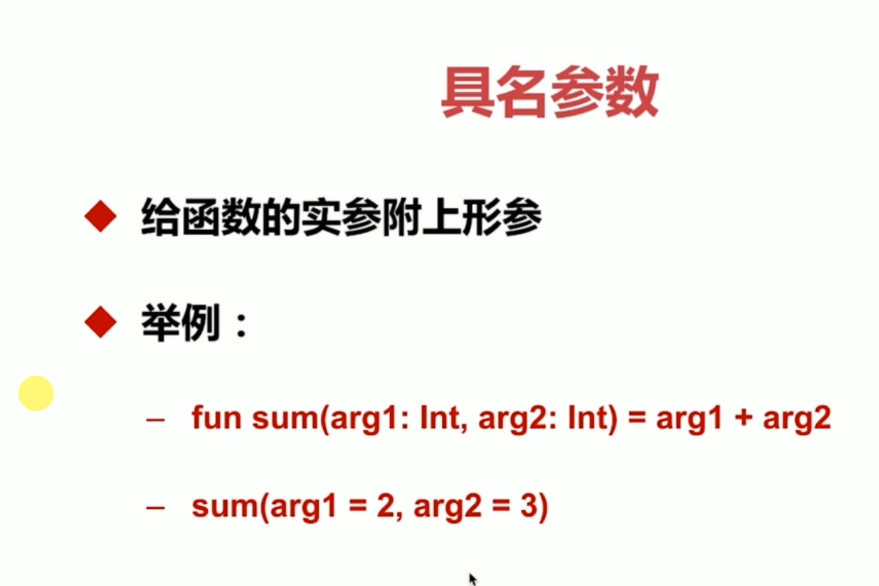 具名参数
给函数的实参附上形参
举例：
– fun sum(arg1: Int, arg2: Int) = arg1 + arg2
– sum(arg1 = 2, arg2 = 3)